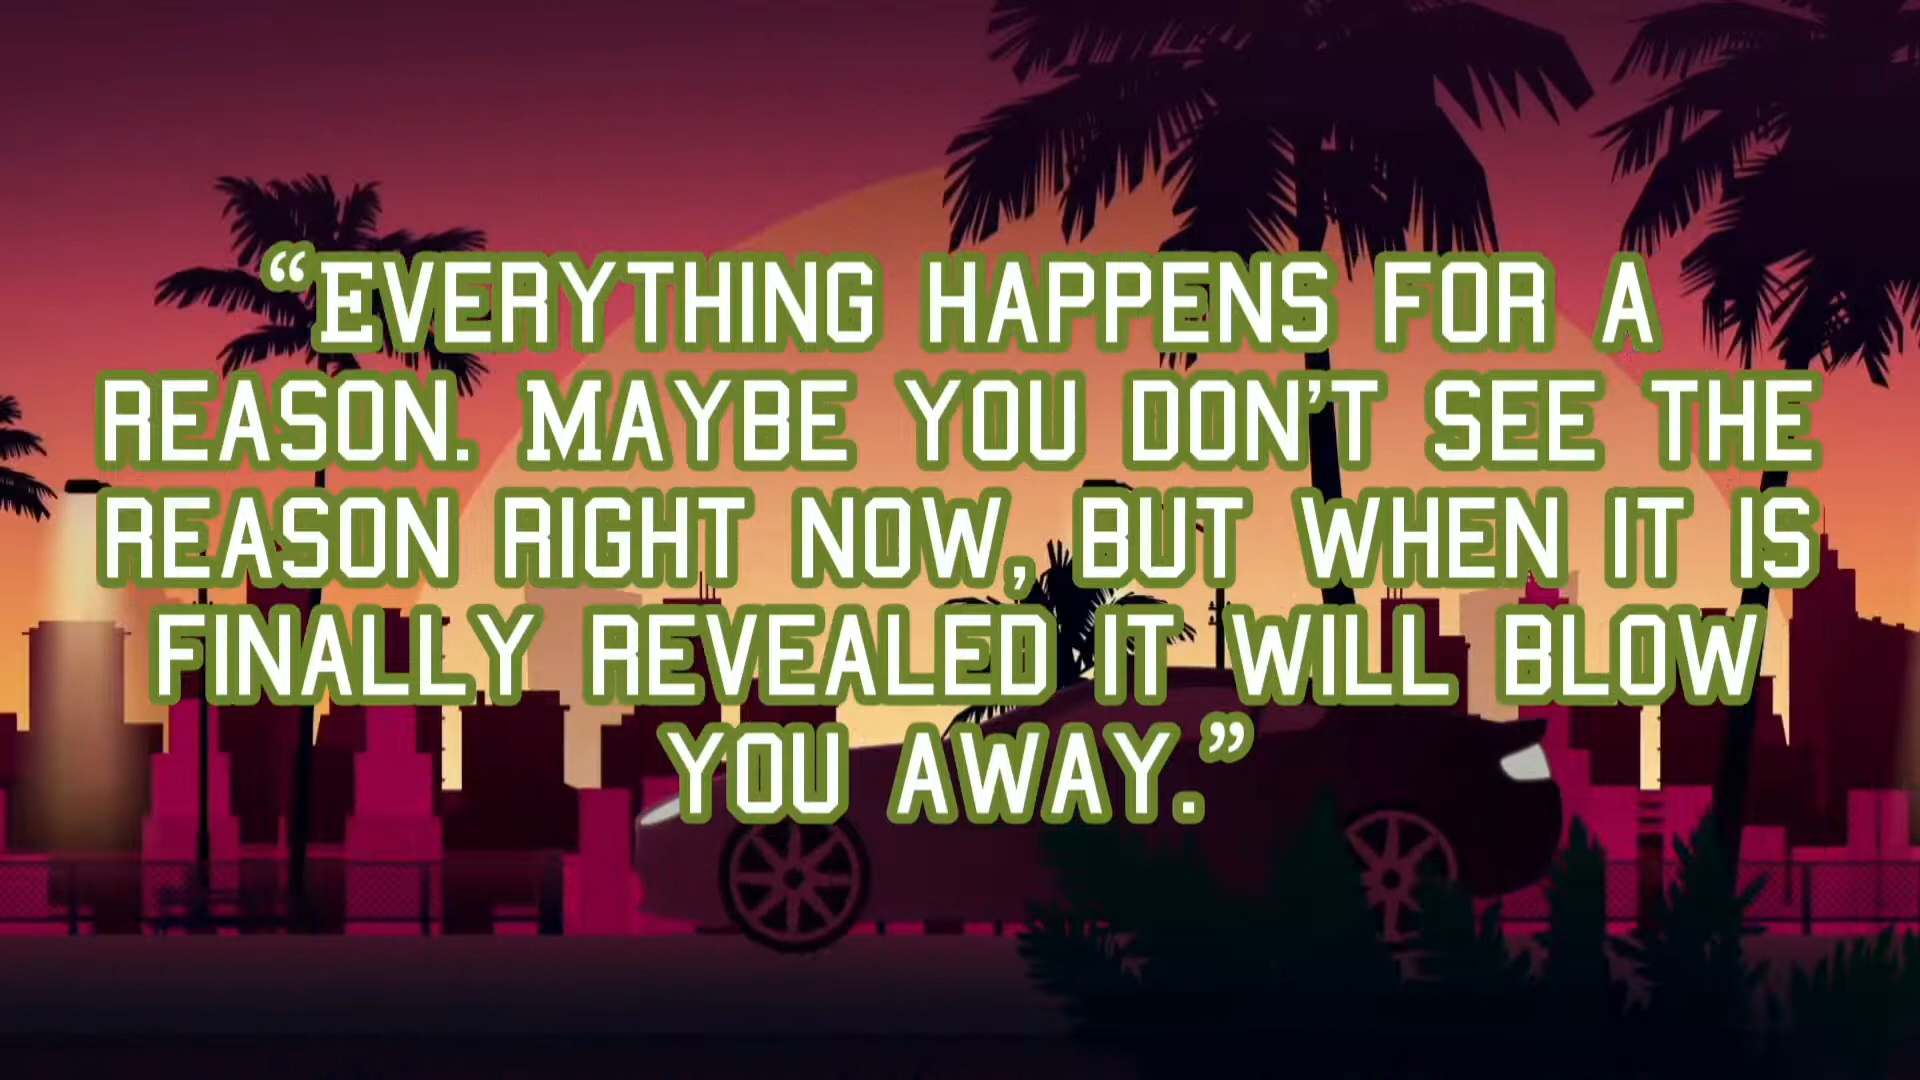 “Everything happens for a
reason. Maybe you don’t see the
reason right now, but when it is
finally revealed it will blow
you away.”